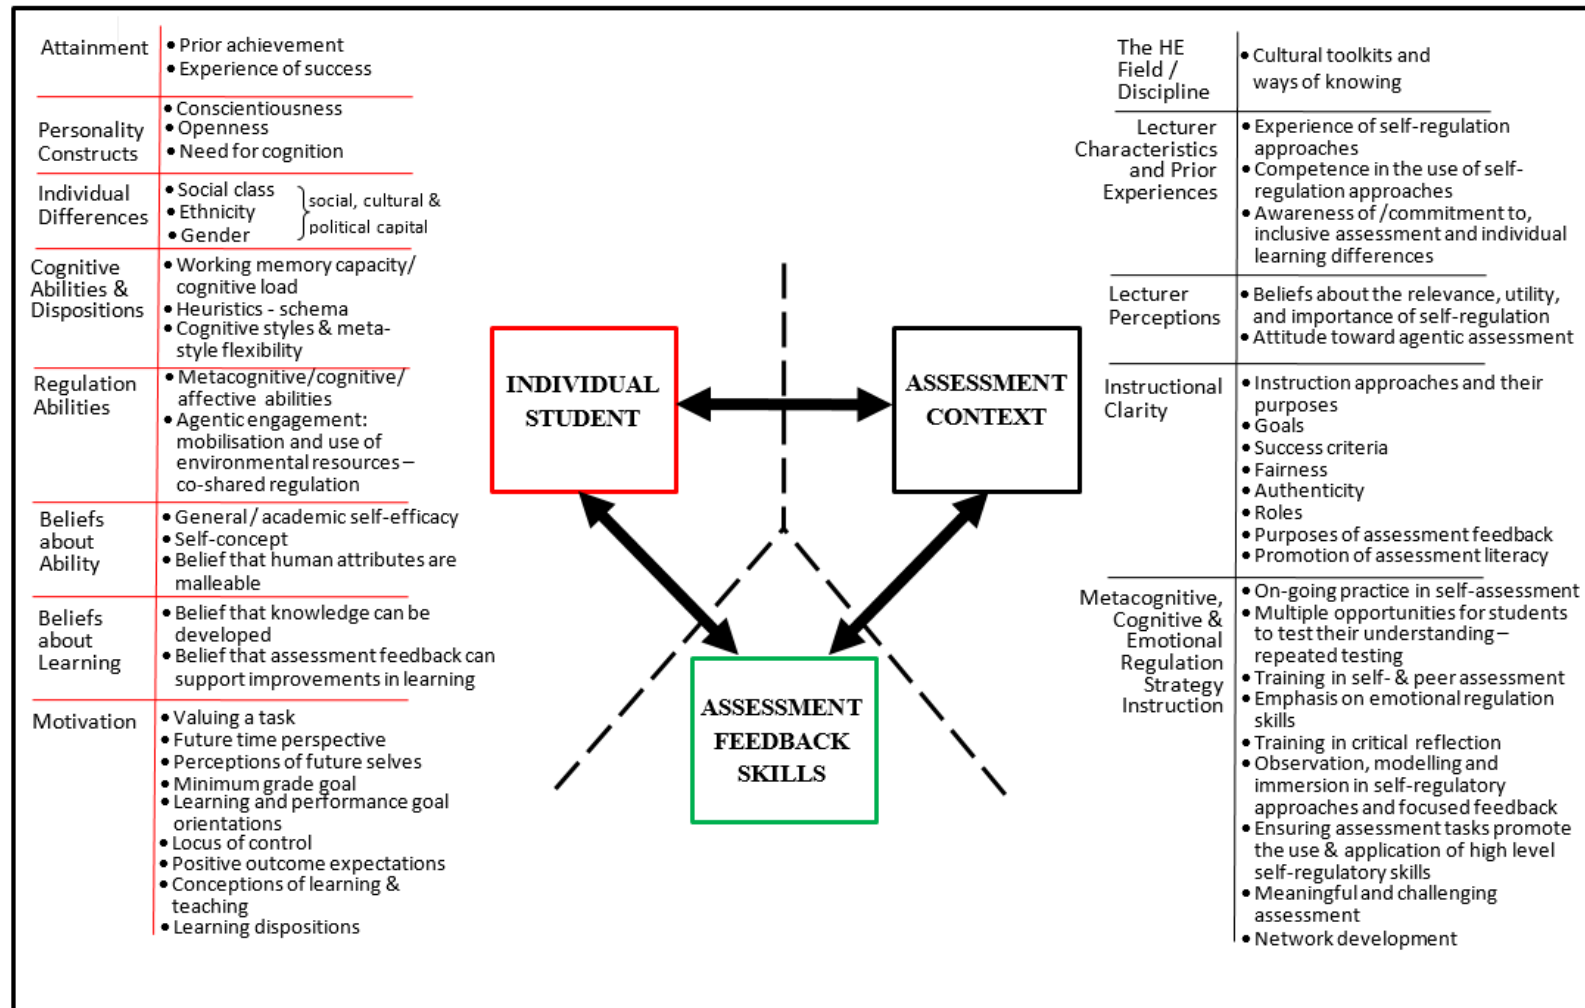 Attainment
• Prior achievement
• Experience of success
Personality
Constructs
• Conscientiousness
• Openness
• Need for cognition
Individual
Differences
• Social class
• Ethnicity
• Gender
social, cultural &
political capital
Cognitive
Abilities &
Dispositions
• Working memory capacity/
cognitive load
• Heuristics - schema
• Cognitive styles & meta-
style flexibility
Regulation
Abilities
• Metacognitive/cognitive/
affective abilities
• Agentic engagement:
mobilisation and use of
environmental resources –
co-shared regulation
Beliefs
about
Ability
• General / academic self-efficacy
• Self-concept
• Belief that human attributes are
malleable
Beliefs
about
Learning
• Belief that knowledge can be
developed
• Belief that assessment feedback can
support improvements in learning
Motivation
• Valuing a task
• Future time perspective
• Perceptions of future selves
• Minimum grade goal
• Learning and performance goal
orientations
• Locus of control
• Positive outcome expectations
• Conceptions of learning &
teaching
• Learning dispositions
INDIVIDUAL
STUDENT
ASSESSMENT
CONTEXT
ASSESSMENT
FEEDBACK
SKILLS
The HE
Field /
Discipline
• Cultural toolkits and
ways of knowing
Lecturer
Characteristics
and Prior
Experiences
• Experience of self-regulation
approaches
• Competence in the use of self-
regulation approaches
• Awareness of /commitment to,
inclusive assessment and individual
learning differences
Lecturer
Perceptions
• Beliefs about the relevance, utility,
and importance of self-regulation
• Attitude toward agentic assessment
Instructional
Clarity
• Instruction approaches and their
purposes
• Goals
• Success criteria
• Fairness
• Authenticity
• Roles
• Purposes of assessment feedback
• Promotion of assessment literacy
Metacognitive,
Cognitive &
Emotional
Regulation
Strategy
Instruction
• On-going practice in self-assessment
• Multiple opportunities for students
to test their understanding –
repeated testing
• Training in self- & peer assessment
• Emphasis on emotional regulation
skills
• Training in critical reflection
• Observation, modelling and
immersion in self-regulatory
approaches and focused feedback
• Ensuring assessment tasks promote
the use & application of high level
self-regulatory skills
• Meaningful and challenging
assessment
• Network development